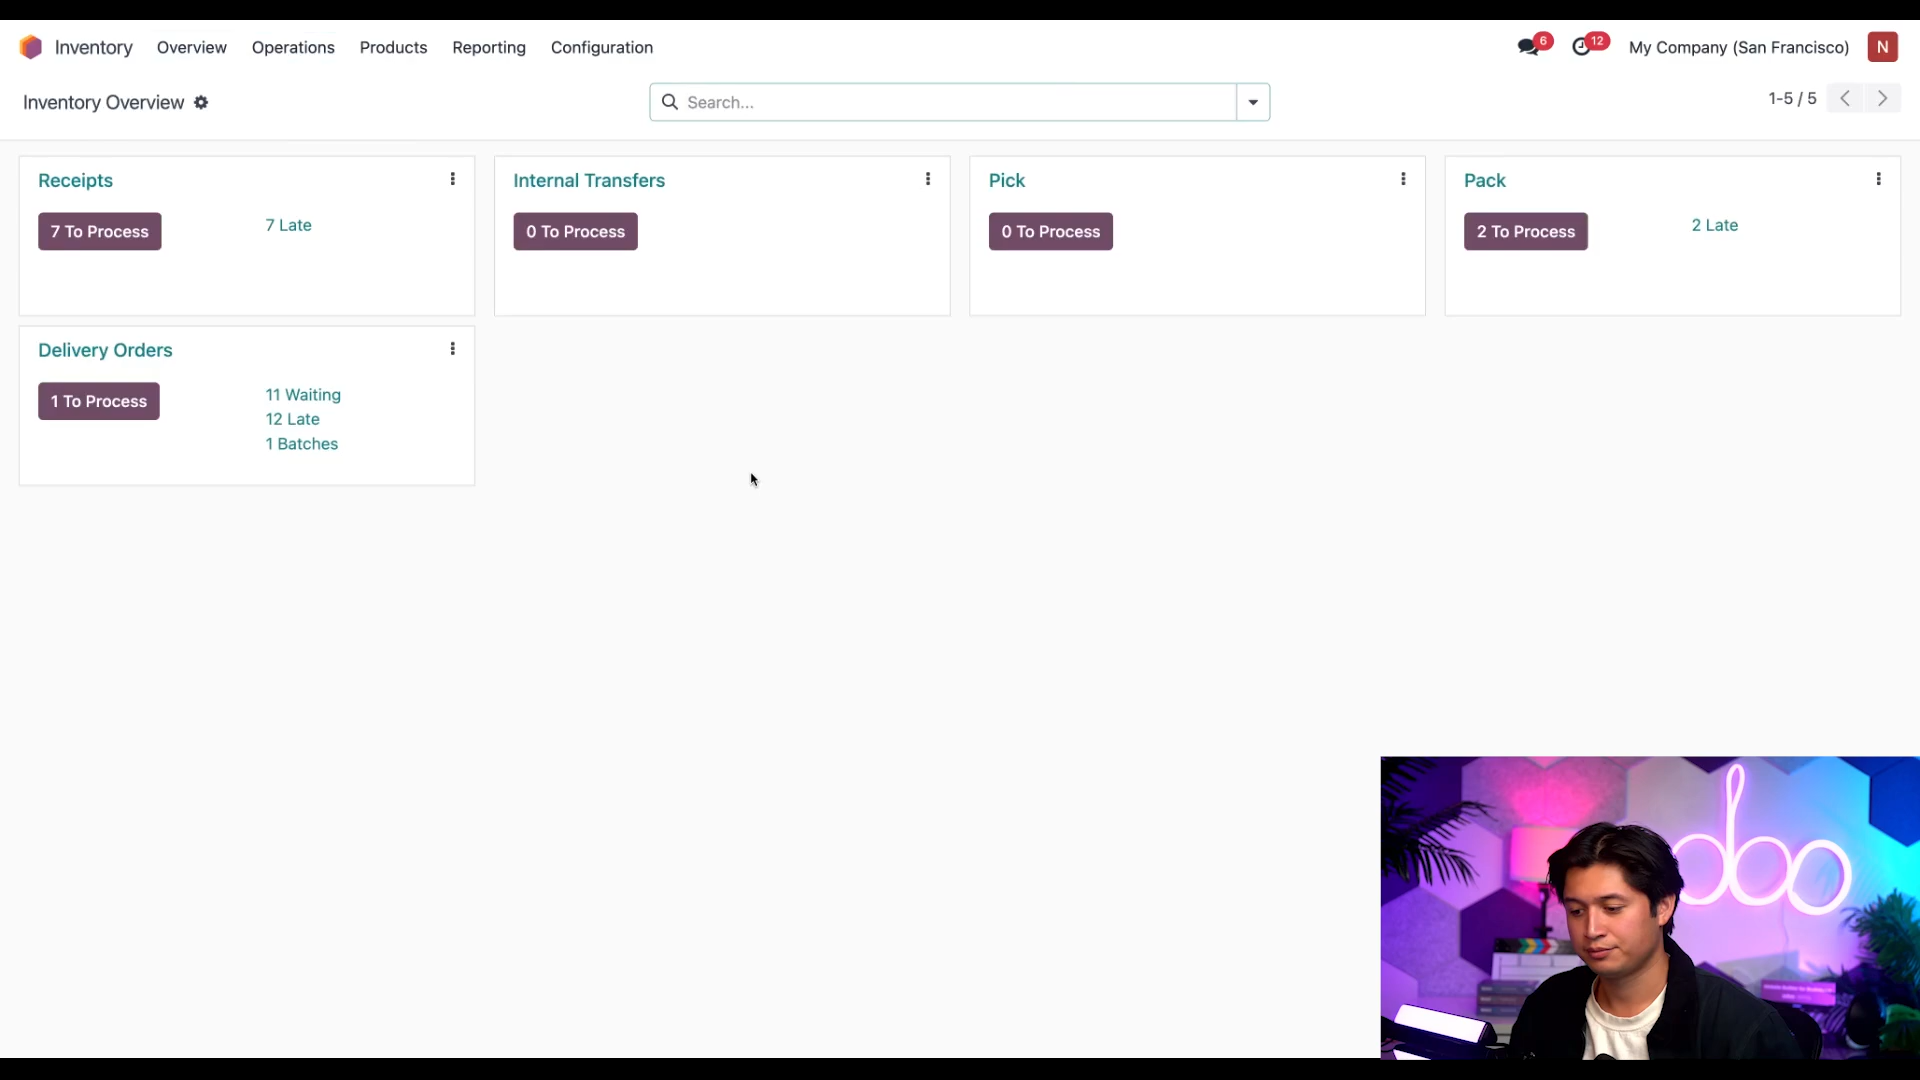 Inventory Overview Operations Products Reporting Configuration 6 12 My Company (San Francisco) N
Inventory Overview Search... 1-5 / 5
Receipts
7 To Process 7 Late
Internal Transfers
0 To Process
Pick
0 To Process
Pack
2 To Process 2 Late
Delivery Orders
1 To Process
11 Waiting
12 Late
1 Batches
odoo